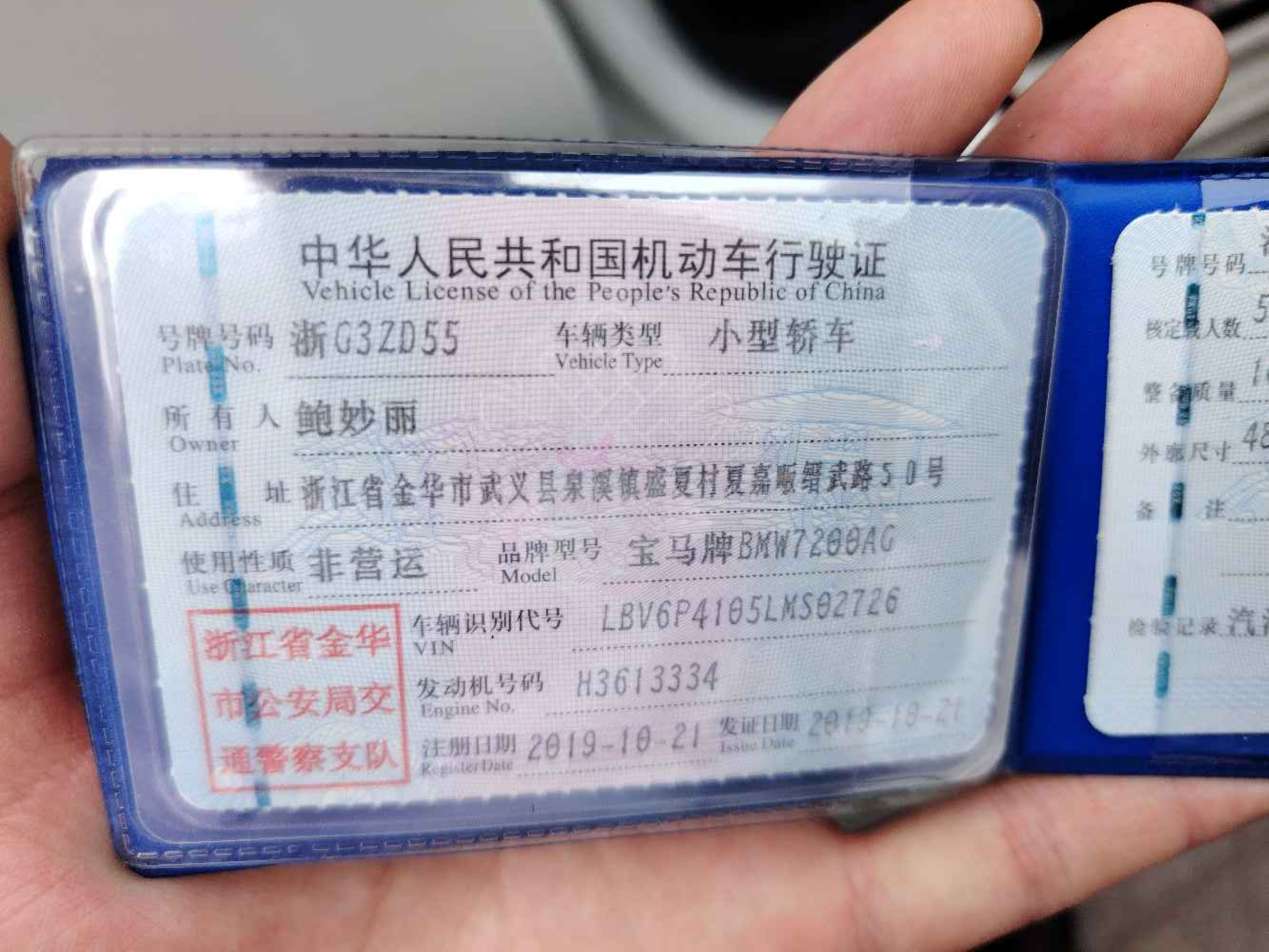 中华人民共和国机动车行驶证
Vehicle License of the People's Republic of China
号牌号码 浙G3ZD55 车辆类型 小型轿车
Plate No. Vehicle Type
所有人 鲍妙丽
Owner
住址 浙江省金华市武义县泉溪镇盛夏村夏嘉畈缙武路50号
Address
使用性质 非营运 品牌型号 宝马牌BMW7200AG
Use Character Model
浙江省金华
市公安局交
通警察支队
车辆识别代号 LBV6P4105LMS02726
VIN
发动机号码 H3613334
Engine No.
注册日期 2019-10-21 发证日期 2019-10-21
Register Date Issue Date
号牌号码
核定载人数 5
整备质量 1
外廓尺寸 48
备注
检验记录 汽